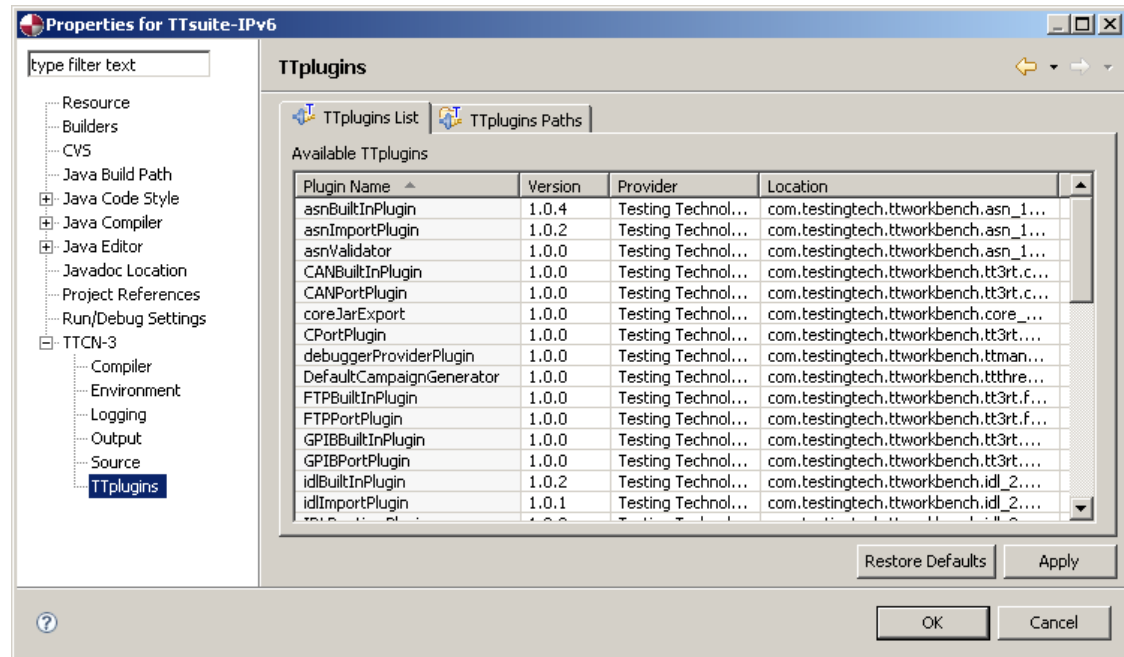 Properties for TTsuite-IPv6
type filter text
TTplugins
Resource
Builders
CVS
Java Build Path
Java Code Style
Java Compiler
Java Editor
Javadoc Location
Project References
Run/Debug Settings
TTCN-3
Compiler
Environment
Logging
Output
Source
TTplugins
TTplugins List TTplugins Paths
Available TTplugins
Plugin Name Version Provider Location
asnBuiltInPlugin 1.0.4 Testing Technol... com.testingtech.ttworkbench.asn_1...
asnImportPlugin 1.0.2 Testing Technol... com.testingtech.ttworkbench.asn_1...
asnValidator 1.0.0 Testing Technol... com.testingtech.ttworkbench.asn_1...
CANBuiltInPlugin 1.0.0 Testing Technol... com.testingtech.ttworkbench.tt3rt.c...
CANPortPlugin 1.0.0 Testing Technol... com.testingtech.ttworkbench.tt3rt.c...
coreJarExport 1.0.0 Testing Technol... com.testingtech.ttworkbench.core_...
CPortPlugin 1.0.0 Testing Technol... com.testingtech.ttworkbench.tt3rt....
debuggerProviderPlugin 1.0.0 Testing Technol... com.testingtech.ttworkbench.ttman...
DefaultCampaignGenerator 1.0.0 Testing Technol... com.testingtech.ttworkbench.ttthre...
FTPBuiltInPlugin 1.0.0 Testing Technol... com.testingtech.ttworkbench.tt3rt.f...
FTPPortPlugin 1.0.0 Testing Technol... com.testingtech.ttworkbench.tt3rt.f...
GPIBBuiltInPlugin 1.0.0 Testing Technol... com.testingtech.ttworkbench.tt3rt....
GPIBPortPlugin 1.0.0 Testing Technol... com.testingtech.ttworkbench.tt3rt....
idlBuiltInPlugin 1.0.2 Testing Technol... com.testingtech.ttworkbench.idl_2....
idlImportPlugin 1.0.1 Testing Technol... com.testingtech.ttworkbench.idl_2....
Restore Defaults Apply
OK Cancel